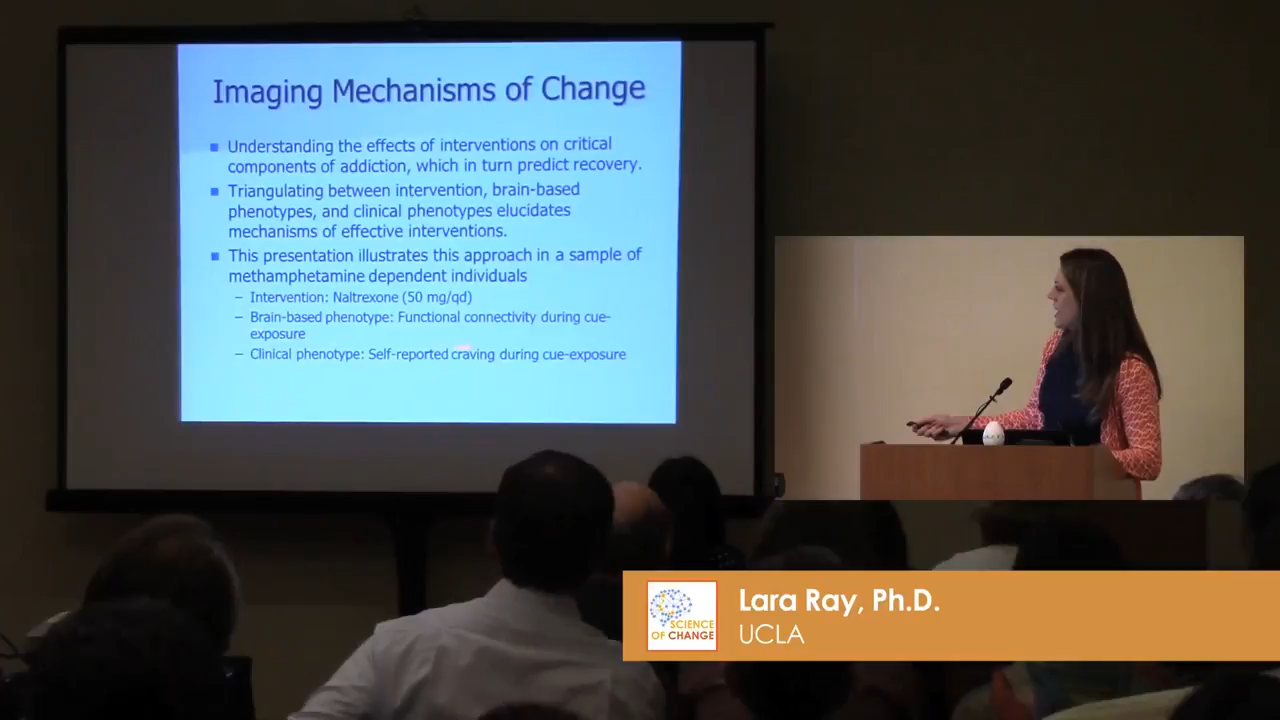 Imaging Mechanisms of Change
Understanding the effects of interventions on critical
components of addiction, which in turn predict recovery.
Triangulating between intervention, brain-based
phenotypes, and clinical phenotypes elucidates
mechanisms of effective interventions.
This presentation illustrates this approach in a sample of
methamphetamine dependent individuals
– Intervention: Naltrexone (50 mg/qd)
– Brain-based phenotype: Functional connectivity during cue-
exposure
– Clinical phenotype: Self-reported craving during cue-exposure
SCIENCE
OF CHANGE
Lara Ray, Ph.D.
UCLA